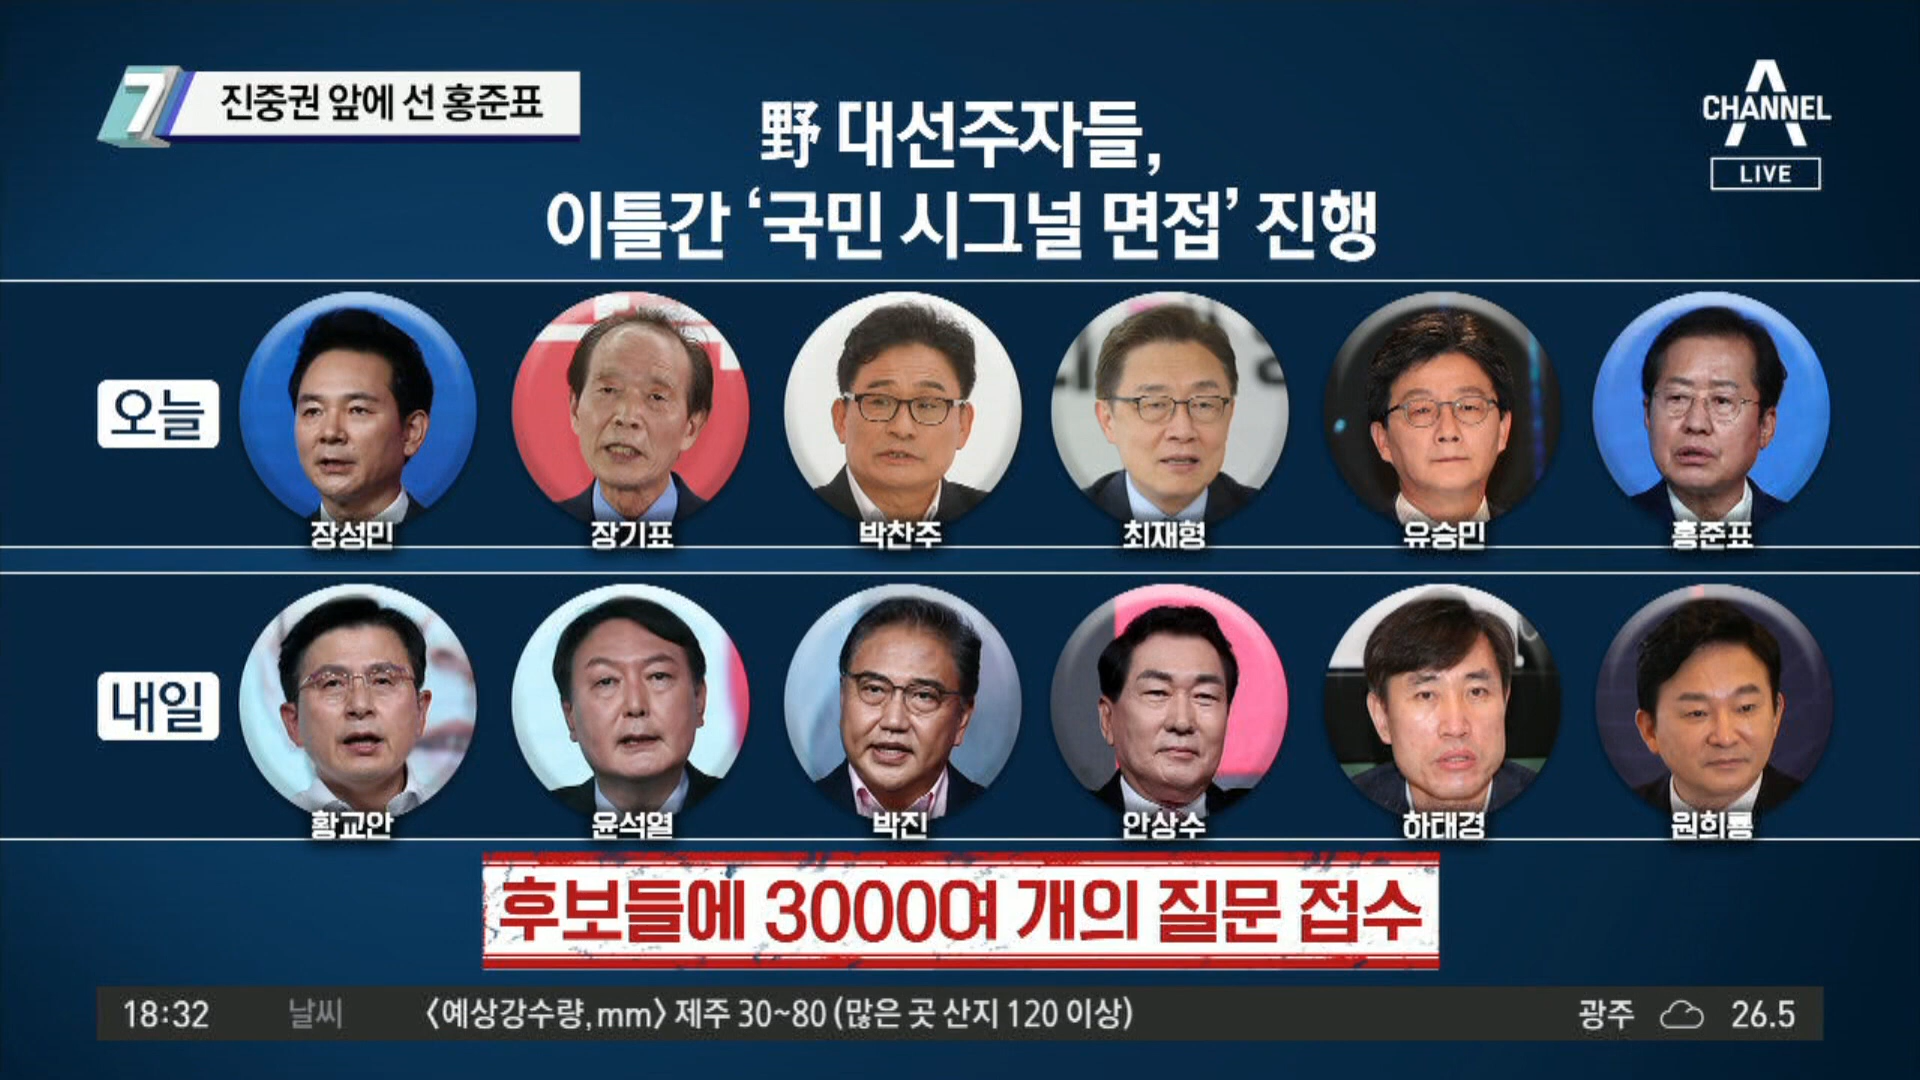 7
진중권 앞에 선 홍준표
野 대선주자들,
이틀간 ‘국민 시그널 면접’ 진행
CHANNEL A
LIVE
오늘
장성민 장기표 박찬주 최재형 유승민 홍준표
내일
황교안 윤석열 박진 안상수 하태경 원희룡
후보들에 3000여 개의 질문 접수
18:32 날씨 〈예상강수량, mm〉 제주 30~80 (많은 곳 산지 120 이상) 광주 26.5